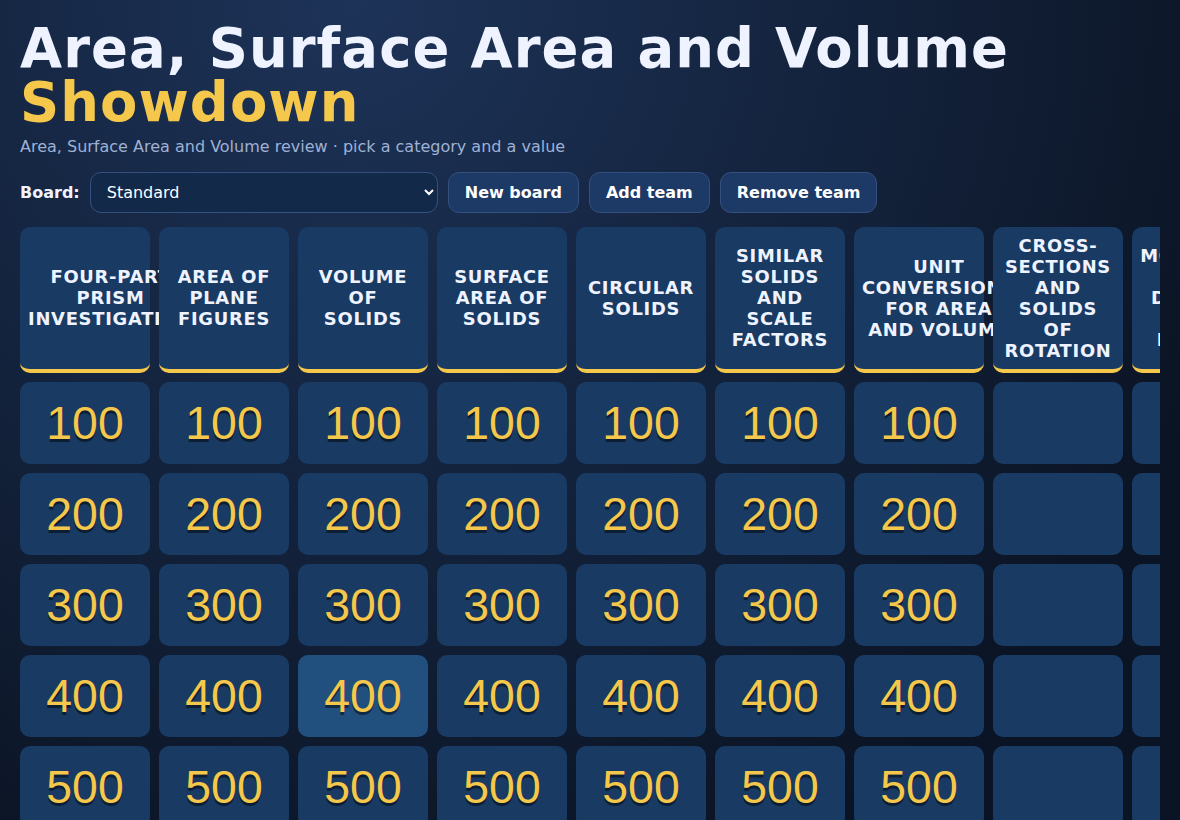 Area, Surface Area and Volume
Showdown
Area, Surface Area and Volume review · pick a category and a value
Board: Standard New board Add team Remove team
FOUR-PART
PRISM
AREA OF
PLANE
FIGURES
VOLUME
OF
SOLIDS
SURFACE
AREA OF
SOLIDS
CIRCULAR
SOLIDS
SIMILAR
SOLIDS
AND
SCALE
FACTORS
UNIT
FOR AREA
CROSS-
SECTIONS
AND
SOLIDS
OF
ROTATION
100 100 100 100 100 100 100
200 200 200 200 200 200 200
300 300 300 300 300 300 300
400 400 400 400 400 400 400
500 500 500 500 500 500 500